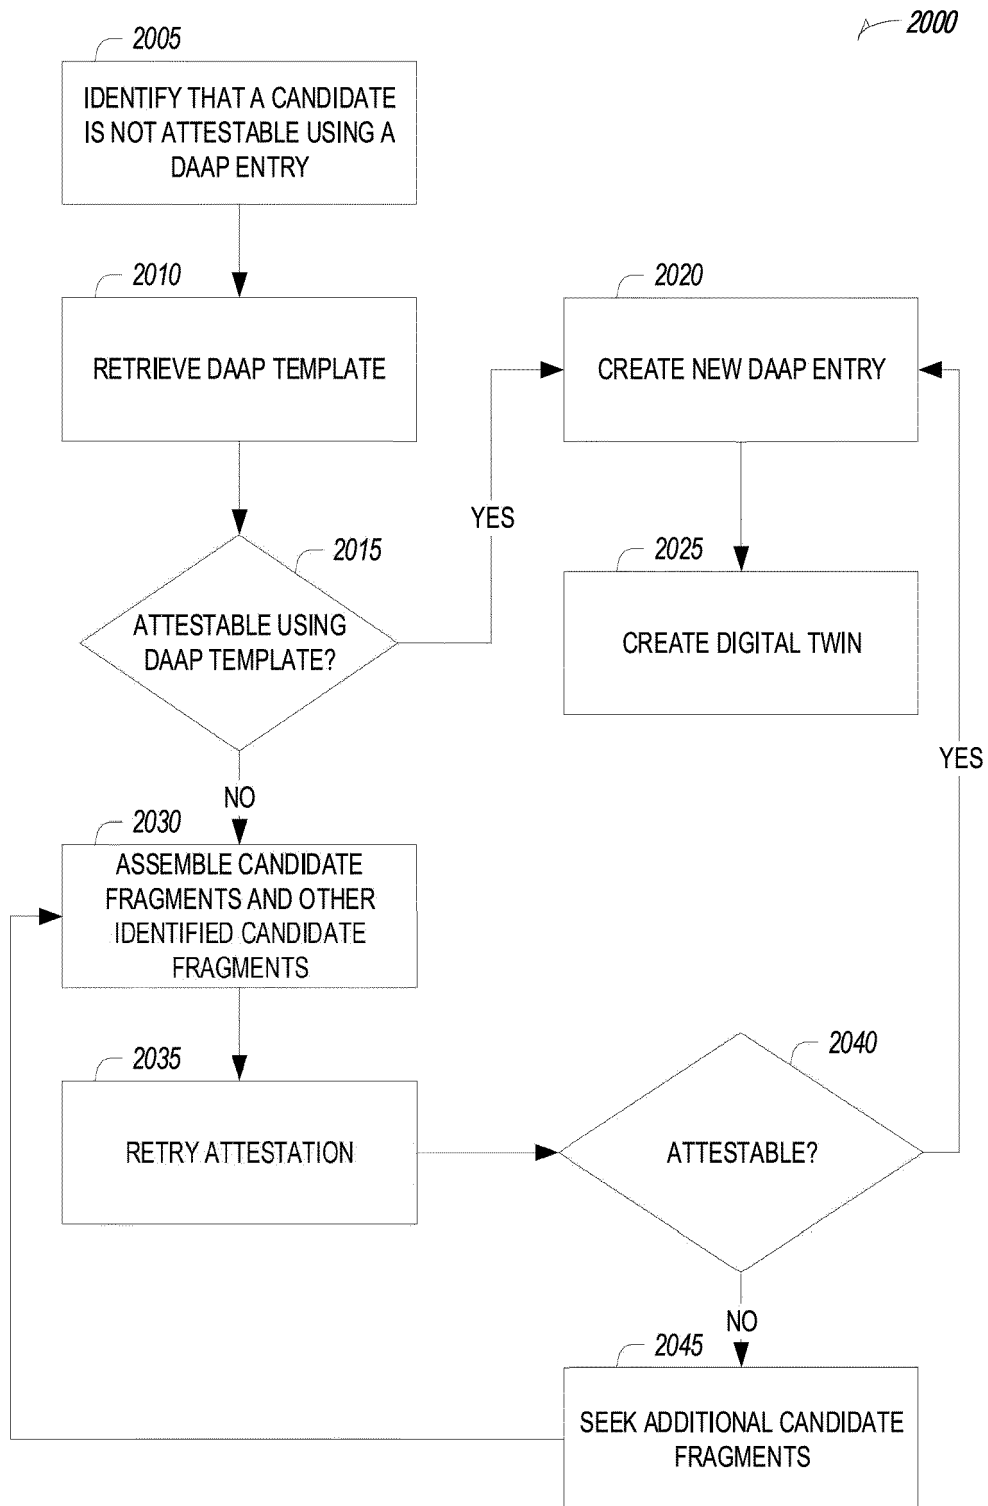 2000
2005
IDENTIFY THAT A CANDIDATE
IS NOT ATTESTABLE USING A
DAAP ENTRY
2010
RETRIEVE DAAP TEMPLATE
2020
CREATE NEW DAAP ENTRY
YES
2015
ATTESTABLE USING
DAAP TEMPLATE?
2025
CREATE DIGITAL TWIN
YES
NO
2030
ASSEMBLE CANDIDATE
FRAGMENTS AND OTHER
IDENTIFIED CANDIDATE
FRAGMENTS
2035
RETRY ATTESTATION
2040
ATTESTABLE?
NO
2045
SEEK ADDITIONAL CANDIDATE
FRAGMENTS